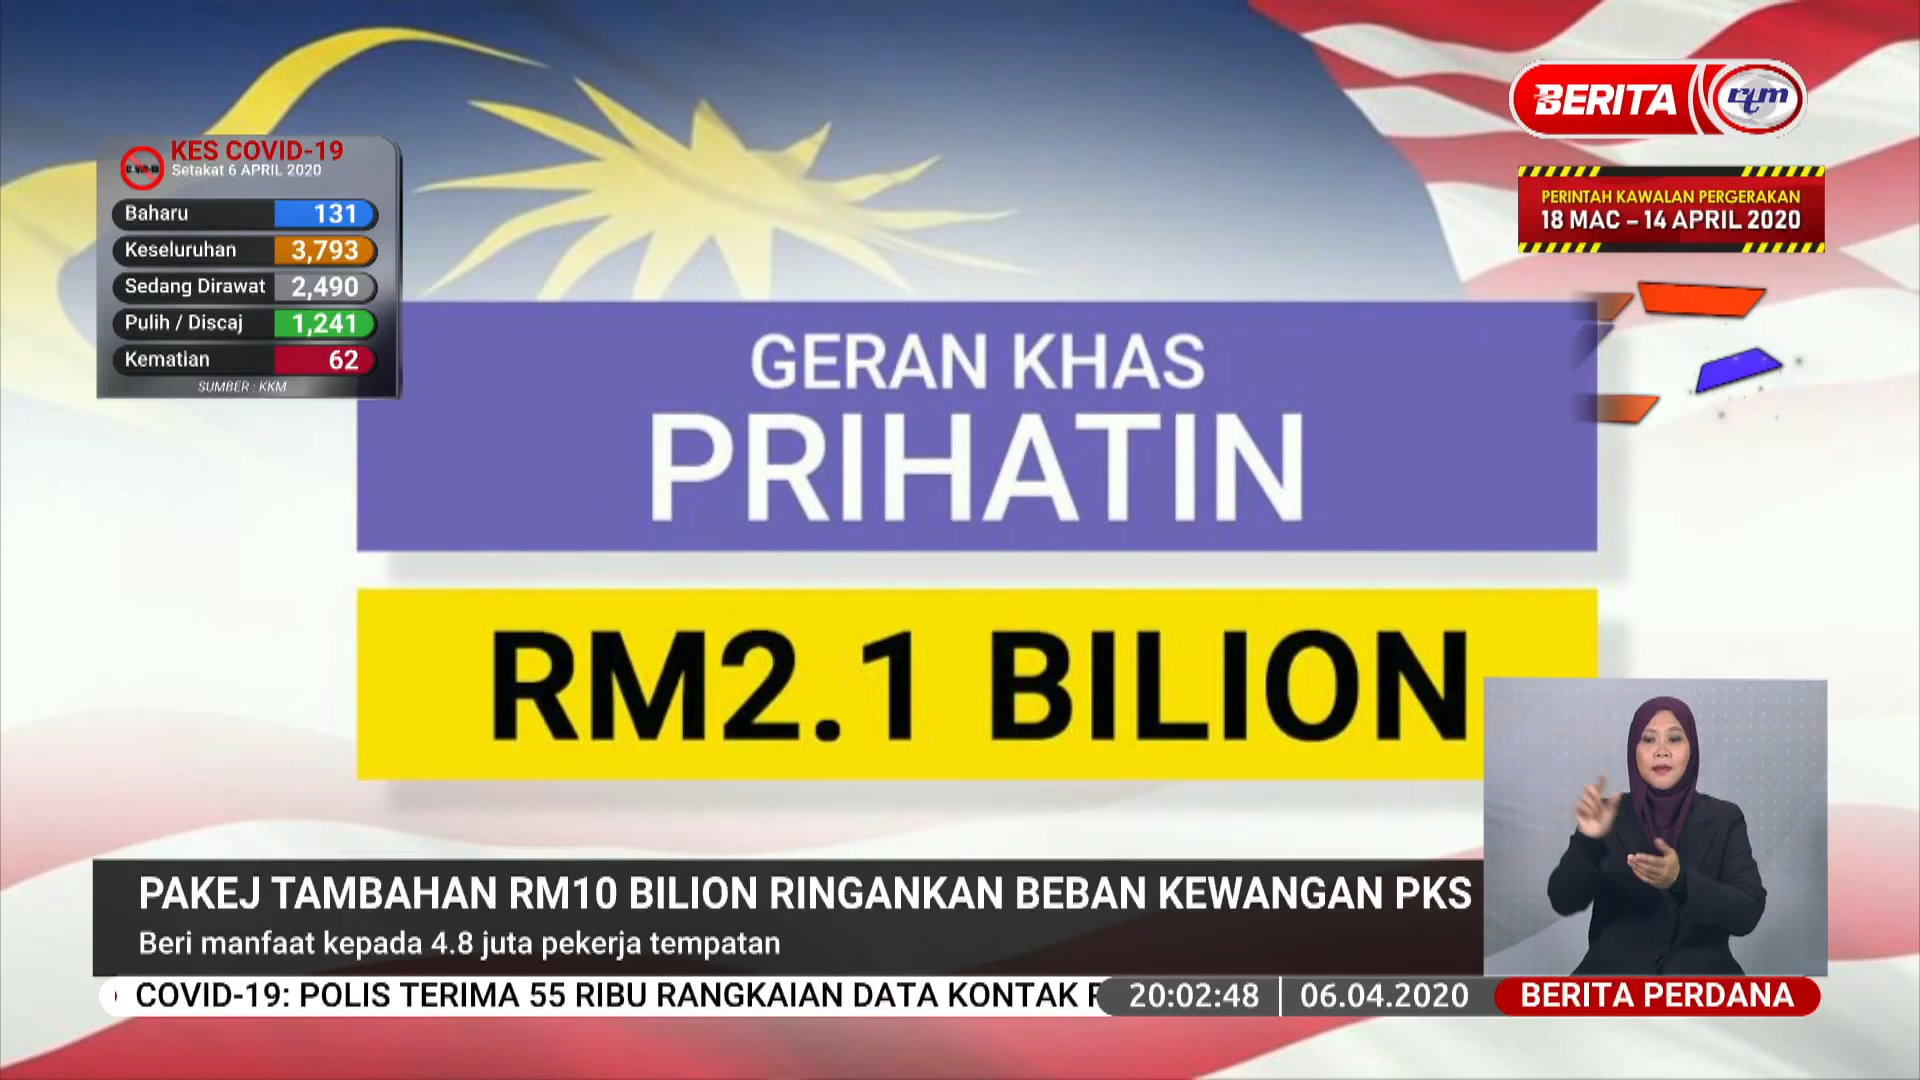 BERITA rtm
KES COVID-19
Setakat 6 APRIL 2020
Baharu 131
Keseluruhan 3,793
Sedang Dirawat 2,490
Pulih / Discaj 1,241
Kematian 62
SUMBER : KKM
PERINTAH KAWALAN PERGERAKAN
18 MAC – 14 APRIL 2020
GERAN KHAS
PRIHATIN
RM2.1 BILION
PAKEJ TAMBAHAN RM10 BILION RINGANKAN BEBAN KEWANGAN PKS
Beri manfaat kepada 4.8 juta pekerja tempatan
COVID-19: POLIS TERIMA 55 RIBU RANGKAIAN DATA KONTAK
20:02:48 06.04.2020 BERITA PERDANA